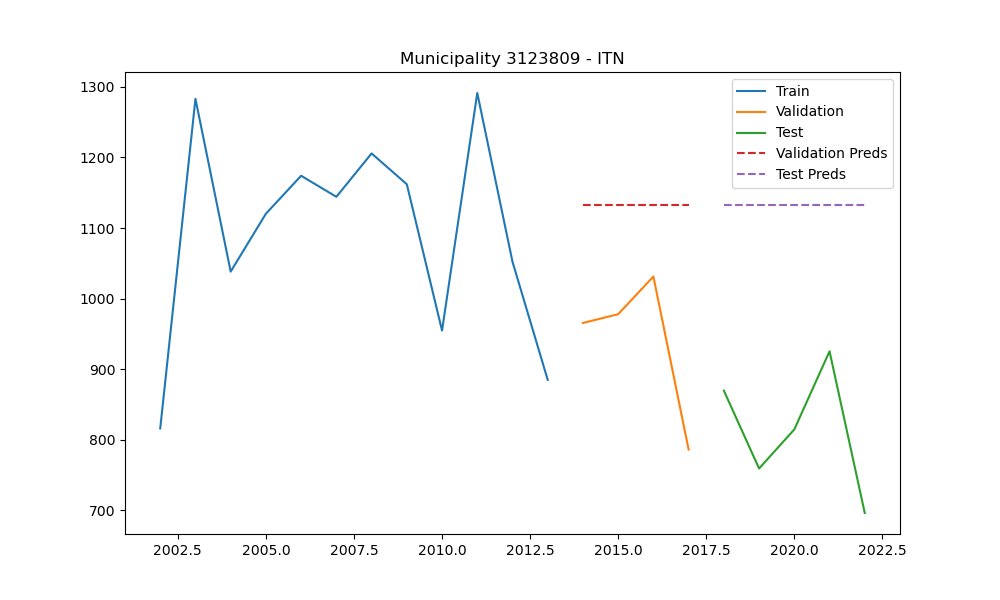 Municipality 3123809 - ITN
1300
1200
1100
1000
900
800
700
2002.5 2005.0 2007.5 2010.0 2012.5 2015.0 2017.5 2020.0 2022.5
Train
Validation
Test
Validation Preds
Test Preds